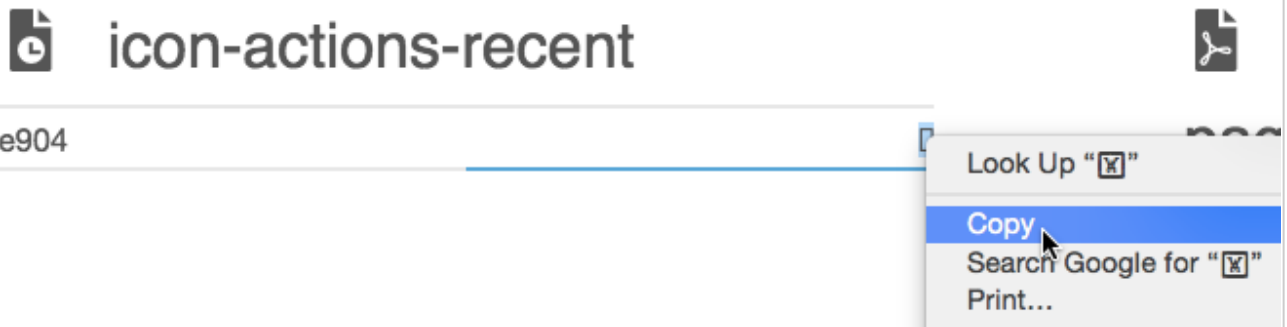 icon-actions-recent
e904
Look Up “”
Copy
Search Google for “”
Print...